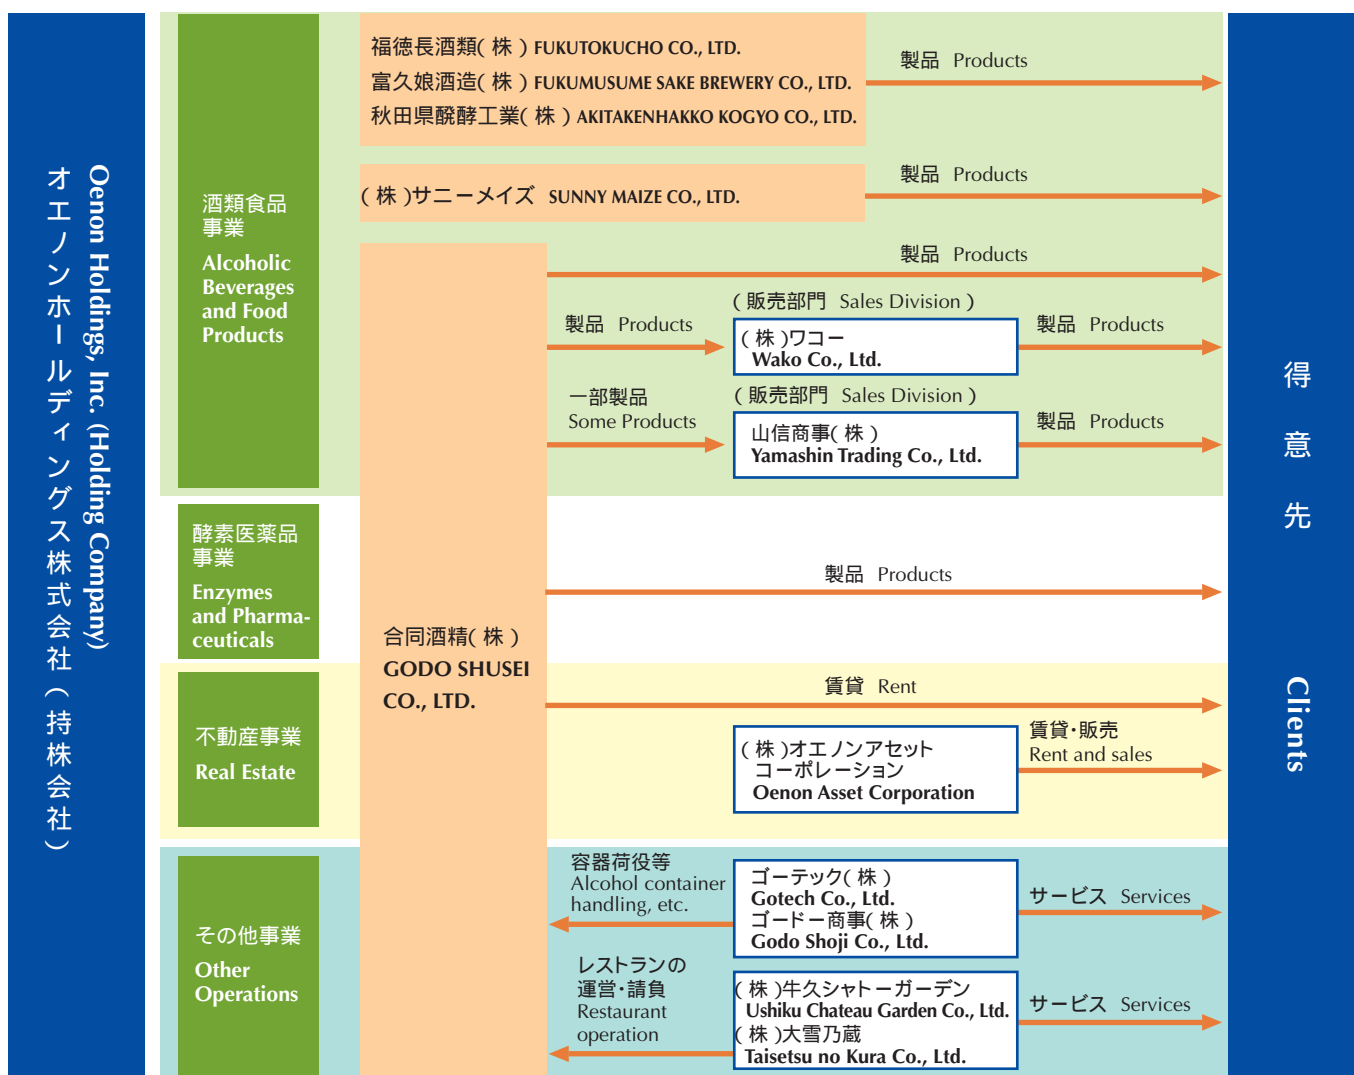 オエノンホールディングス株式会社（持株会社）
Oenon Holdings, Inc. (Holding Company)
酒類食品
事業
Alcoholic
Beverages
and Food
Products
福徳長酒類(株) FUKUTOKUCHO CO., LTD.
富久娘酒造(株) FUKUMUSUME SAKE BREWERY CO., LTD.
秋田県醗酵工業(株) AKITAKENHAKKO KOGYO CO., LTD.
製品 Products
(株)サニーメイズ SUNNY MAIZE CO., LTD.
製品 Products
製品 Products
製品 Products
(販売部門 Sales Division)
(株)ワコー
Wako Co., Ltd.
製品 Products
一部製品
Some Products
(販売部門 Sales Division)
山信商事(株)
Yamashin Trading Co., Ltd.
製品 Products
酵素医薬品
事業
Enzymes
and Pharma-
ceuticals
製品 Products
合同酒精(株)
GODO SHUSEI
CO., LTD.
不動産事業
Real Estate
賃貸 Rent
(株)オエノンアセット
コーポレーション
Oenon Asset Corporation
賃貸・販売
Rent and sales
その他事業
Other
Operations
容器荷役等
Alcohol container
handling, etc.
ゴーテック(株)
Gotech Co., Ltd.
ゴードー商事(株)
Godo Shoji Co., Ltd.
サービス Services
レストランの
運営・請負
Restaurant
operation
(株)牛久シャトーガーデン
Ushiku Chateau Garden Co., Ltd.
(株)大雪乃蔵
Taisetsu no Kura Co., Ltd.
サービス Services
得意先
Clients